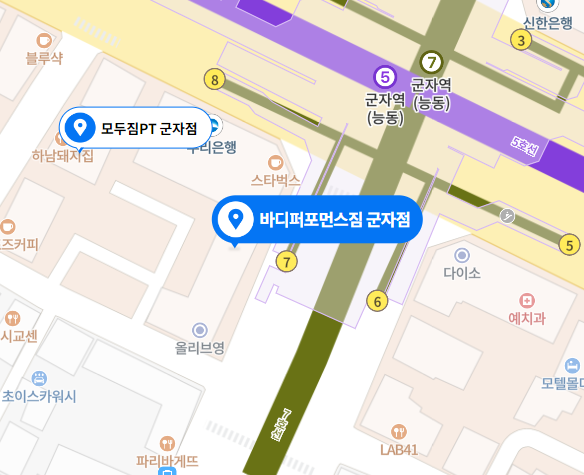 신한은행
3
블루샥
7
5
군자역
(능동)
군자역
(능동)
8
모두짐PT 군자점
우리은행
하남돼지집
5호선
스타벅스
바디퍼포먼스짐 군자점
즈커피
7
5
다이소
6
예치과
시교센
올리브영
초이스카워시
모텔몰디
7호선
LAB41
파리바게뜨